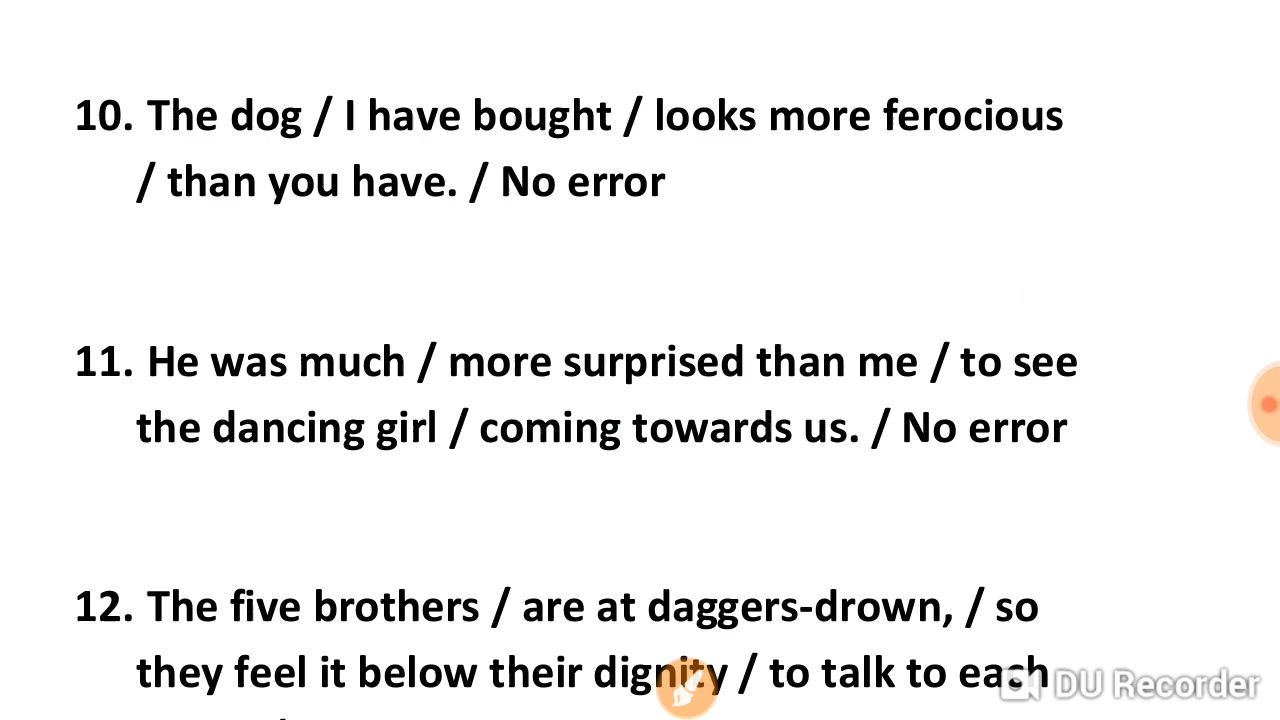 10. The dog / I have bought / looks more ferocious
/ than you have. / No error
11. He was much / more surprised than me / to see
the dancing girl / coming towards us. / No error
12. The five brothers / are at daggers-drown, / so
they feel it below their dignity / to talk to each
DU Recorder